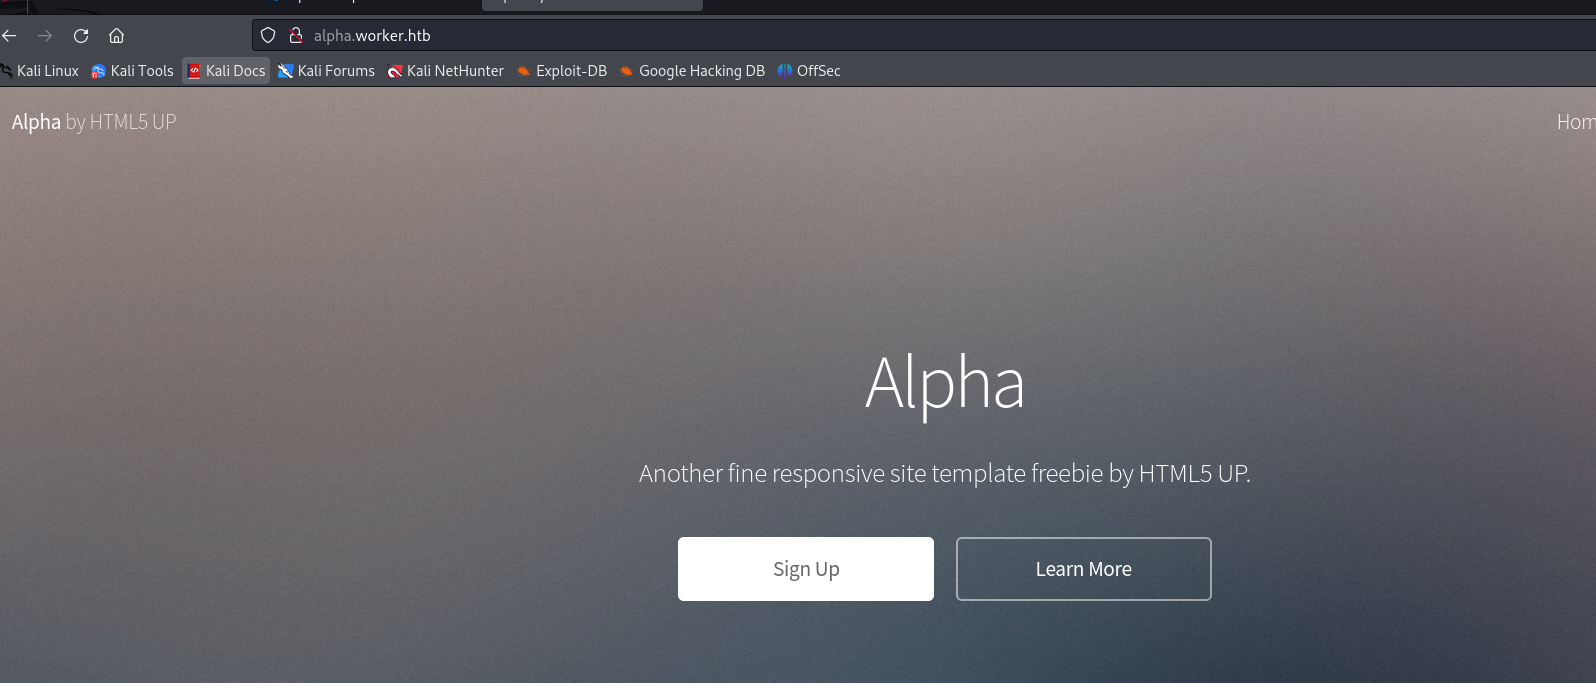 alpha.worker.htb
Kali Linux Kali Tools Kali Docs Kali Forums Kali NetHunter Exploit-DB Google Hacking DB OffSec
Alpha by HTML5 UP
Alpha
Another fine responsive site template freebie by HTML5 UP.
Sign Up Learn More